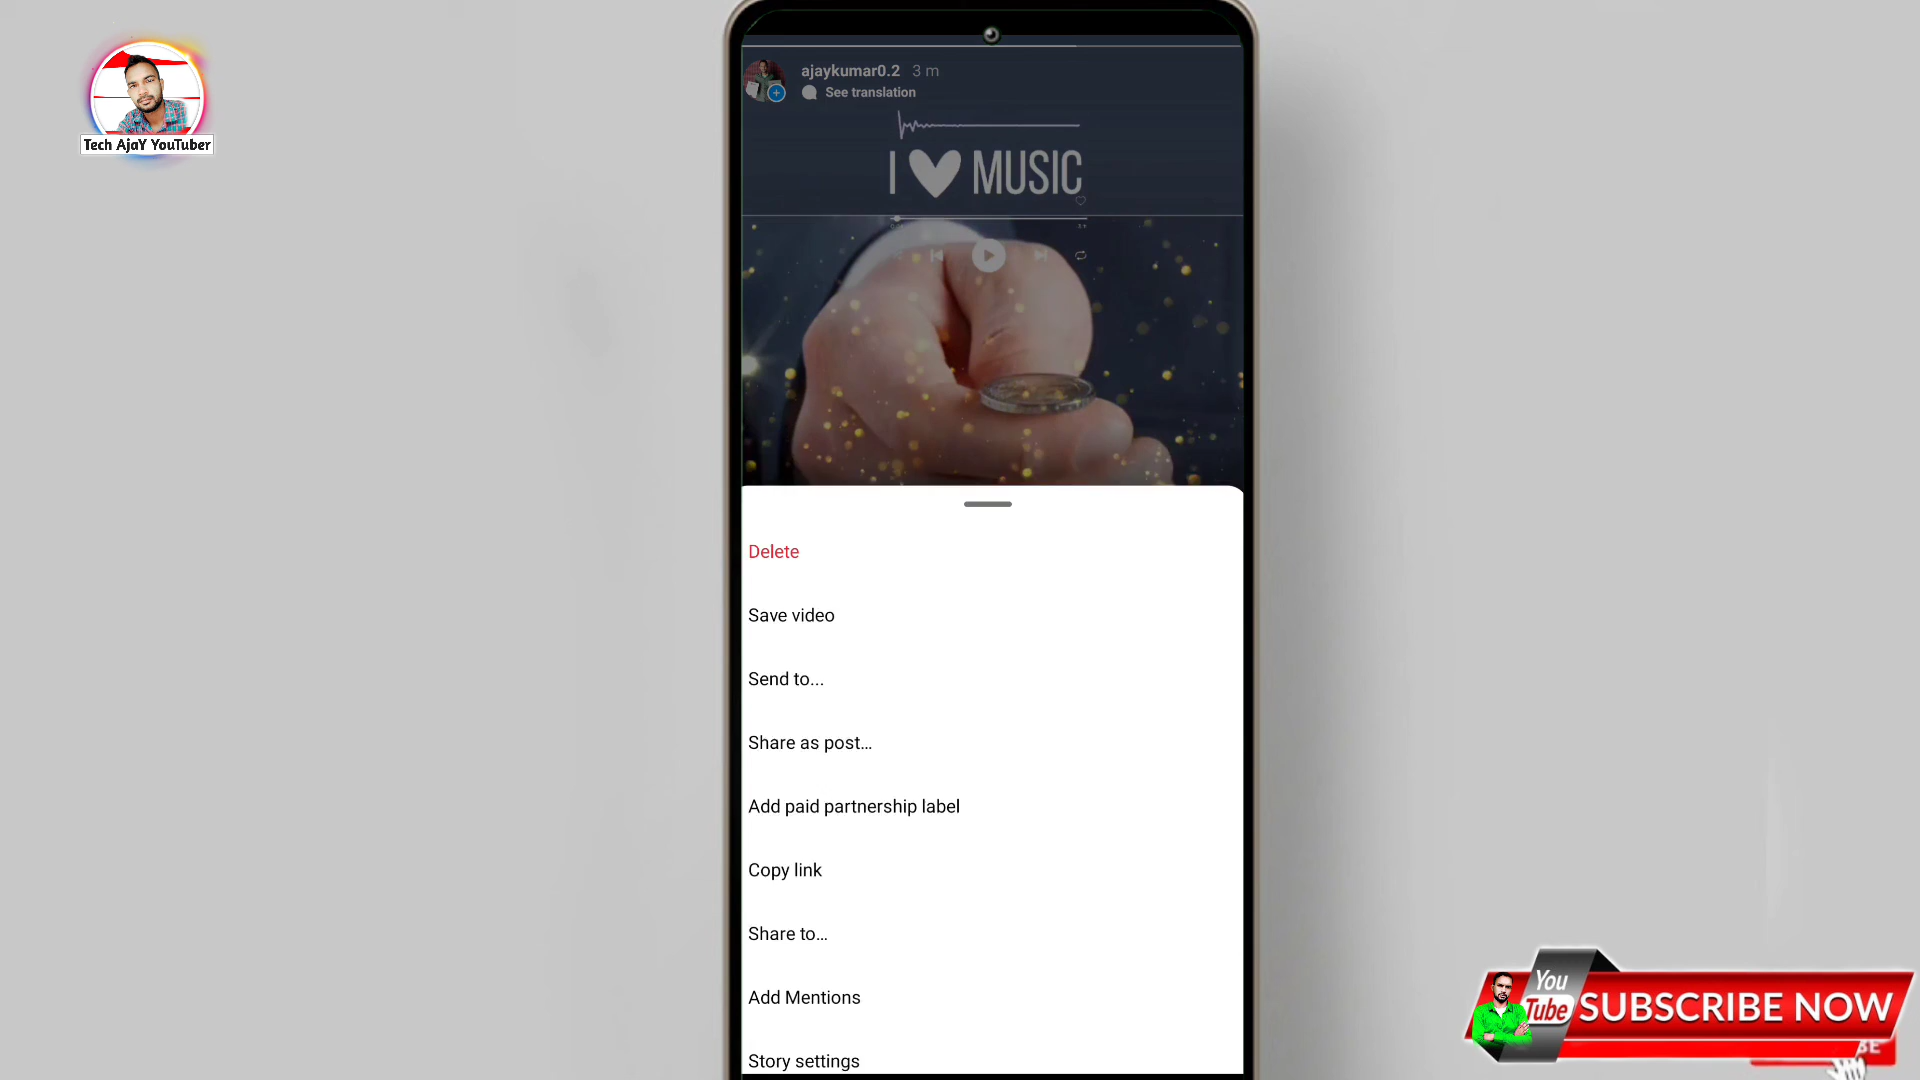 Tech AjaY YouTuber
ajaykumar0.2 3 m
See translation
I MUSIC
Delete
Save video
Send to...
Share as post...
Add paid partnership label
Copy link
Share to...
Add Mentions
Story settings
You
Tube
SUBSCRIBE NOW